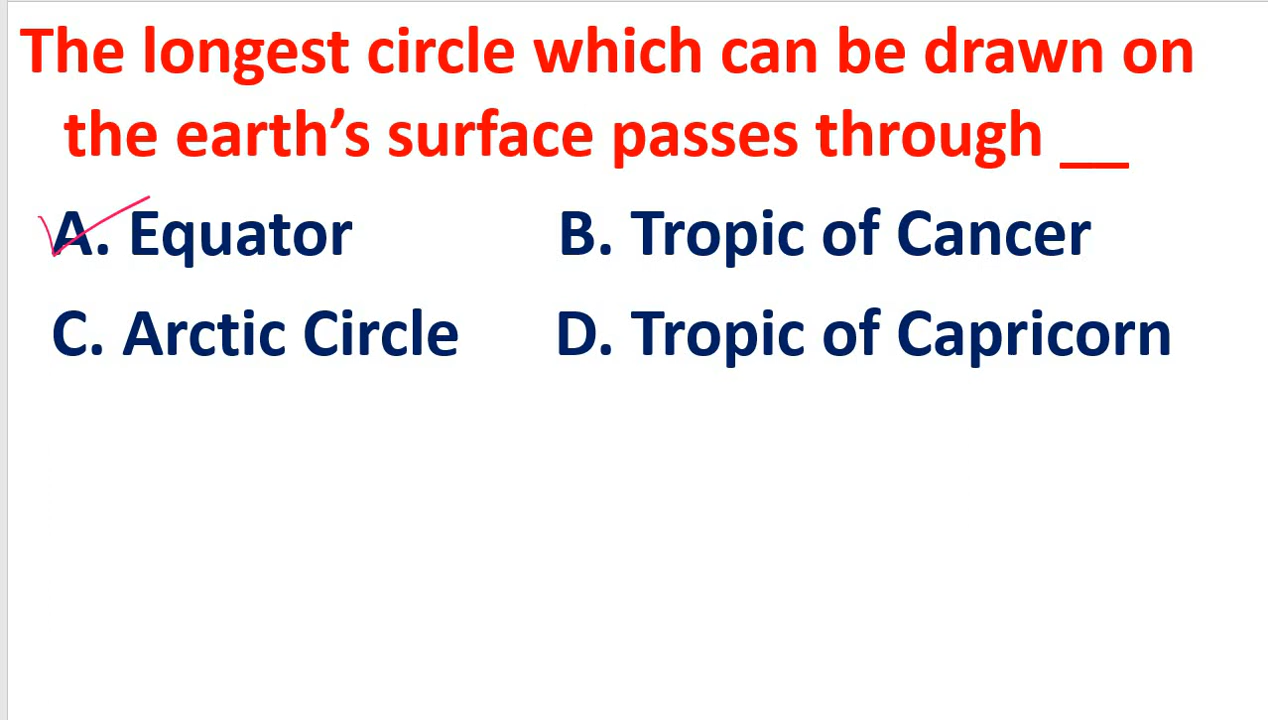 The longest circle which can be drawn on
the earth’s surface passes through __
A. Equator B. Tropic of Cancer
C. Arctic Circle D. Tropic of Capricorn